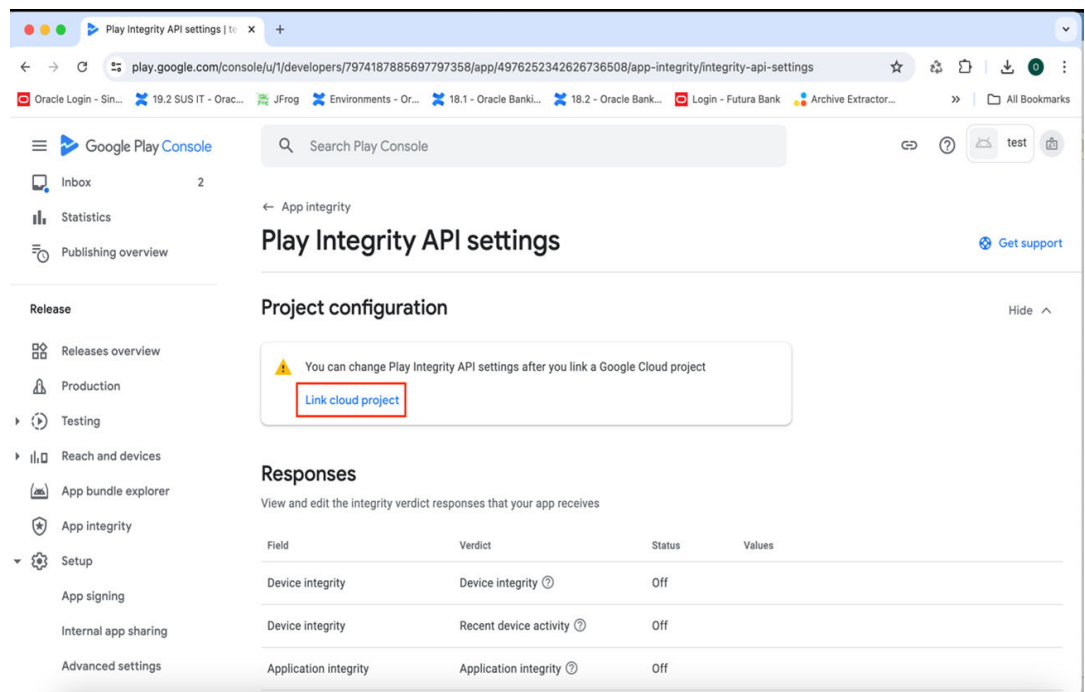 Play Integrity API settings | te
play.google.com/console/u/1/developers/7974187885697797358/app/4976252342626736508/app-integrity/integrity-api-settings
Oracle Login - Sin... 19.2 SUS IT - Orac... JFrog Environments - Or... 18.1 - Oracle Banki... 18.2 - Oracle Bank... Login - Futura Bank Archive Extractor... » All Bookmarks
Google Play Console
Search Play Console
test
Inbox 2
Statistics
Publishing overview
Release
Releases overview
Production
Testing
Reach and devices
App bundle explorer
App integrity
Setup
App signing
Internal app sharing
Advanced settings
← App integrity
Play Integrity API settings
Get support
Project configuration
Hide
You can change Play Integrity API settings after you link a Google Cloud project
Link cloud project
Responses
View and edit the integrity verdict responses that your app receives
Field Verdict Status Values
Device integrity Device integrity Off
Device integrity Recent device activity Off
Application integrity Application integrity Off